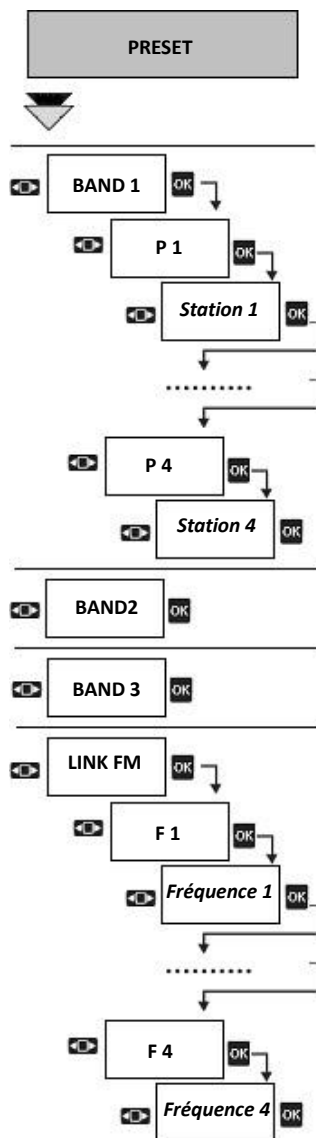 PRESET
BAND 1 OK
P 1 OK
Station 1 OK
..........
P 4 OK
Station 4 OK
BAND2 OK
BAND 3 OK
LINK FM OK
F 1 OK
Fréquence 1 OK
..........
F 4 OK
Fréquence 4 OK